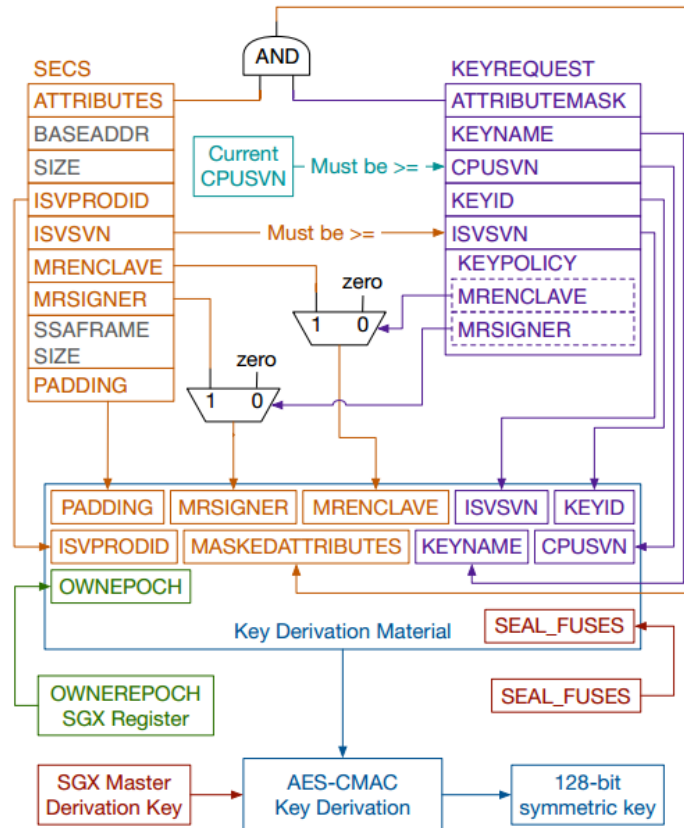 AND
SECS
KEYREQUEST
ATTRIBUTES
ATTRIBUTEMASK
BASEADDR
KEYNAME
SIZE
Current
CPUSVN
Must be >=
CPUSVN
ISVPRODID
KEYID
ISVSVN
Must be >=
ISVSVN
MRENCLAVE
KEYPOLICY
MRSIGNER
zero
MRENCLAVE
1 0
MRSIGNER
SSAFRAME
SIZE
zero
PADDING
1 0
PADDING
MRSIGNER
MRENCLAVE
ISVSVN
KEYID
ISVPRODID
MASKEDATTRIBUTES
KEYNAME
CPUSVN
OWNEPOCH
Key Derivation Material
SEAL_FUSES
OWNEREPOCH
SGX Register
SEAL_FUSES
SGX Master
Derivation Key
AES-CMAC
Key Derivation
128-bit
symmetric key